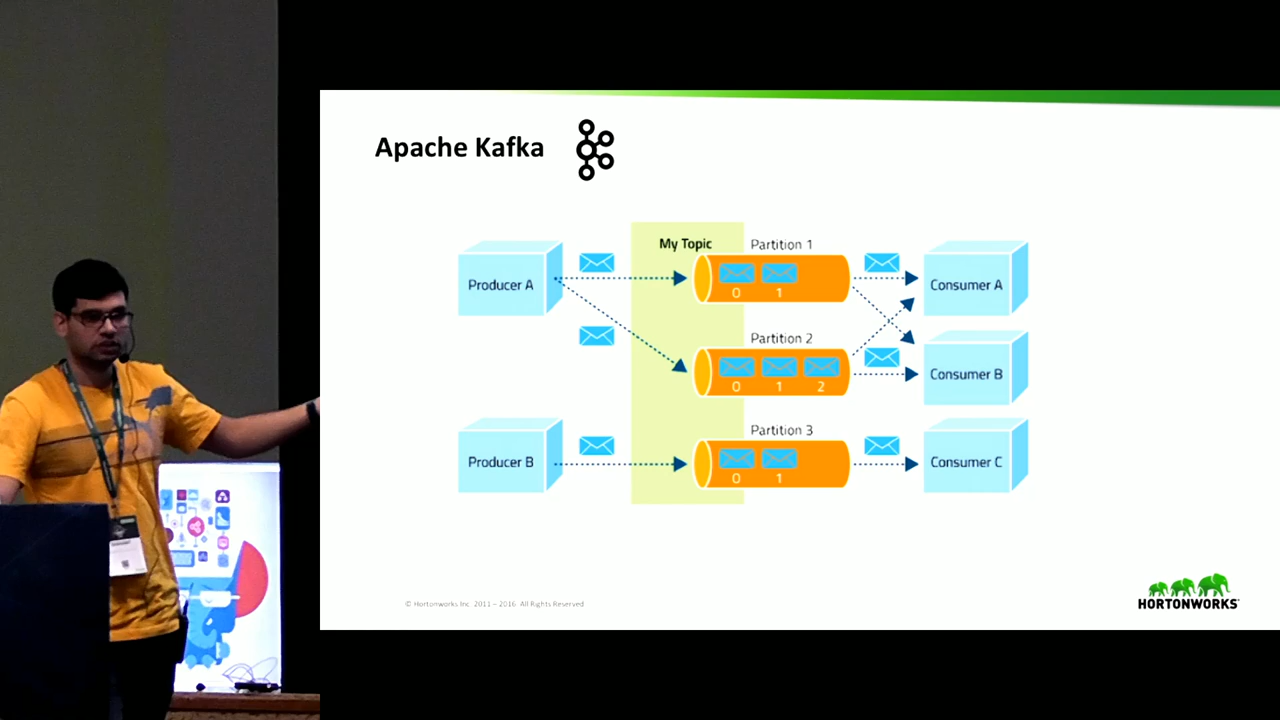 Apache Kafka
My Topic
Partition 1
Producer A
0 1
Consumer A
Partition 2
0 1 2
Consumer B
Partition 3
Producer B
0 1
Consumer C
© Hortonworks Inc. 2011 – 2016. All Rights Reserved
HORTONWORKS